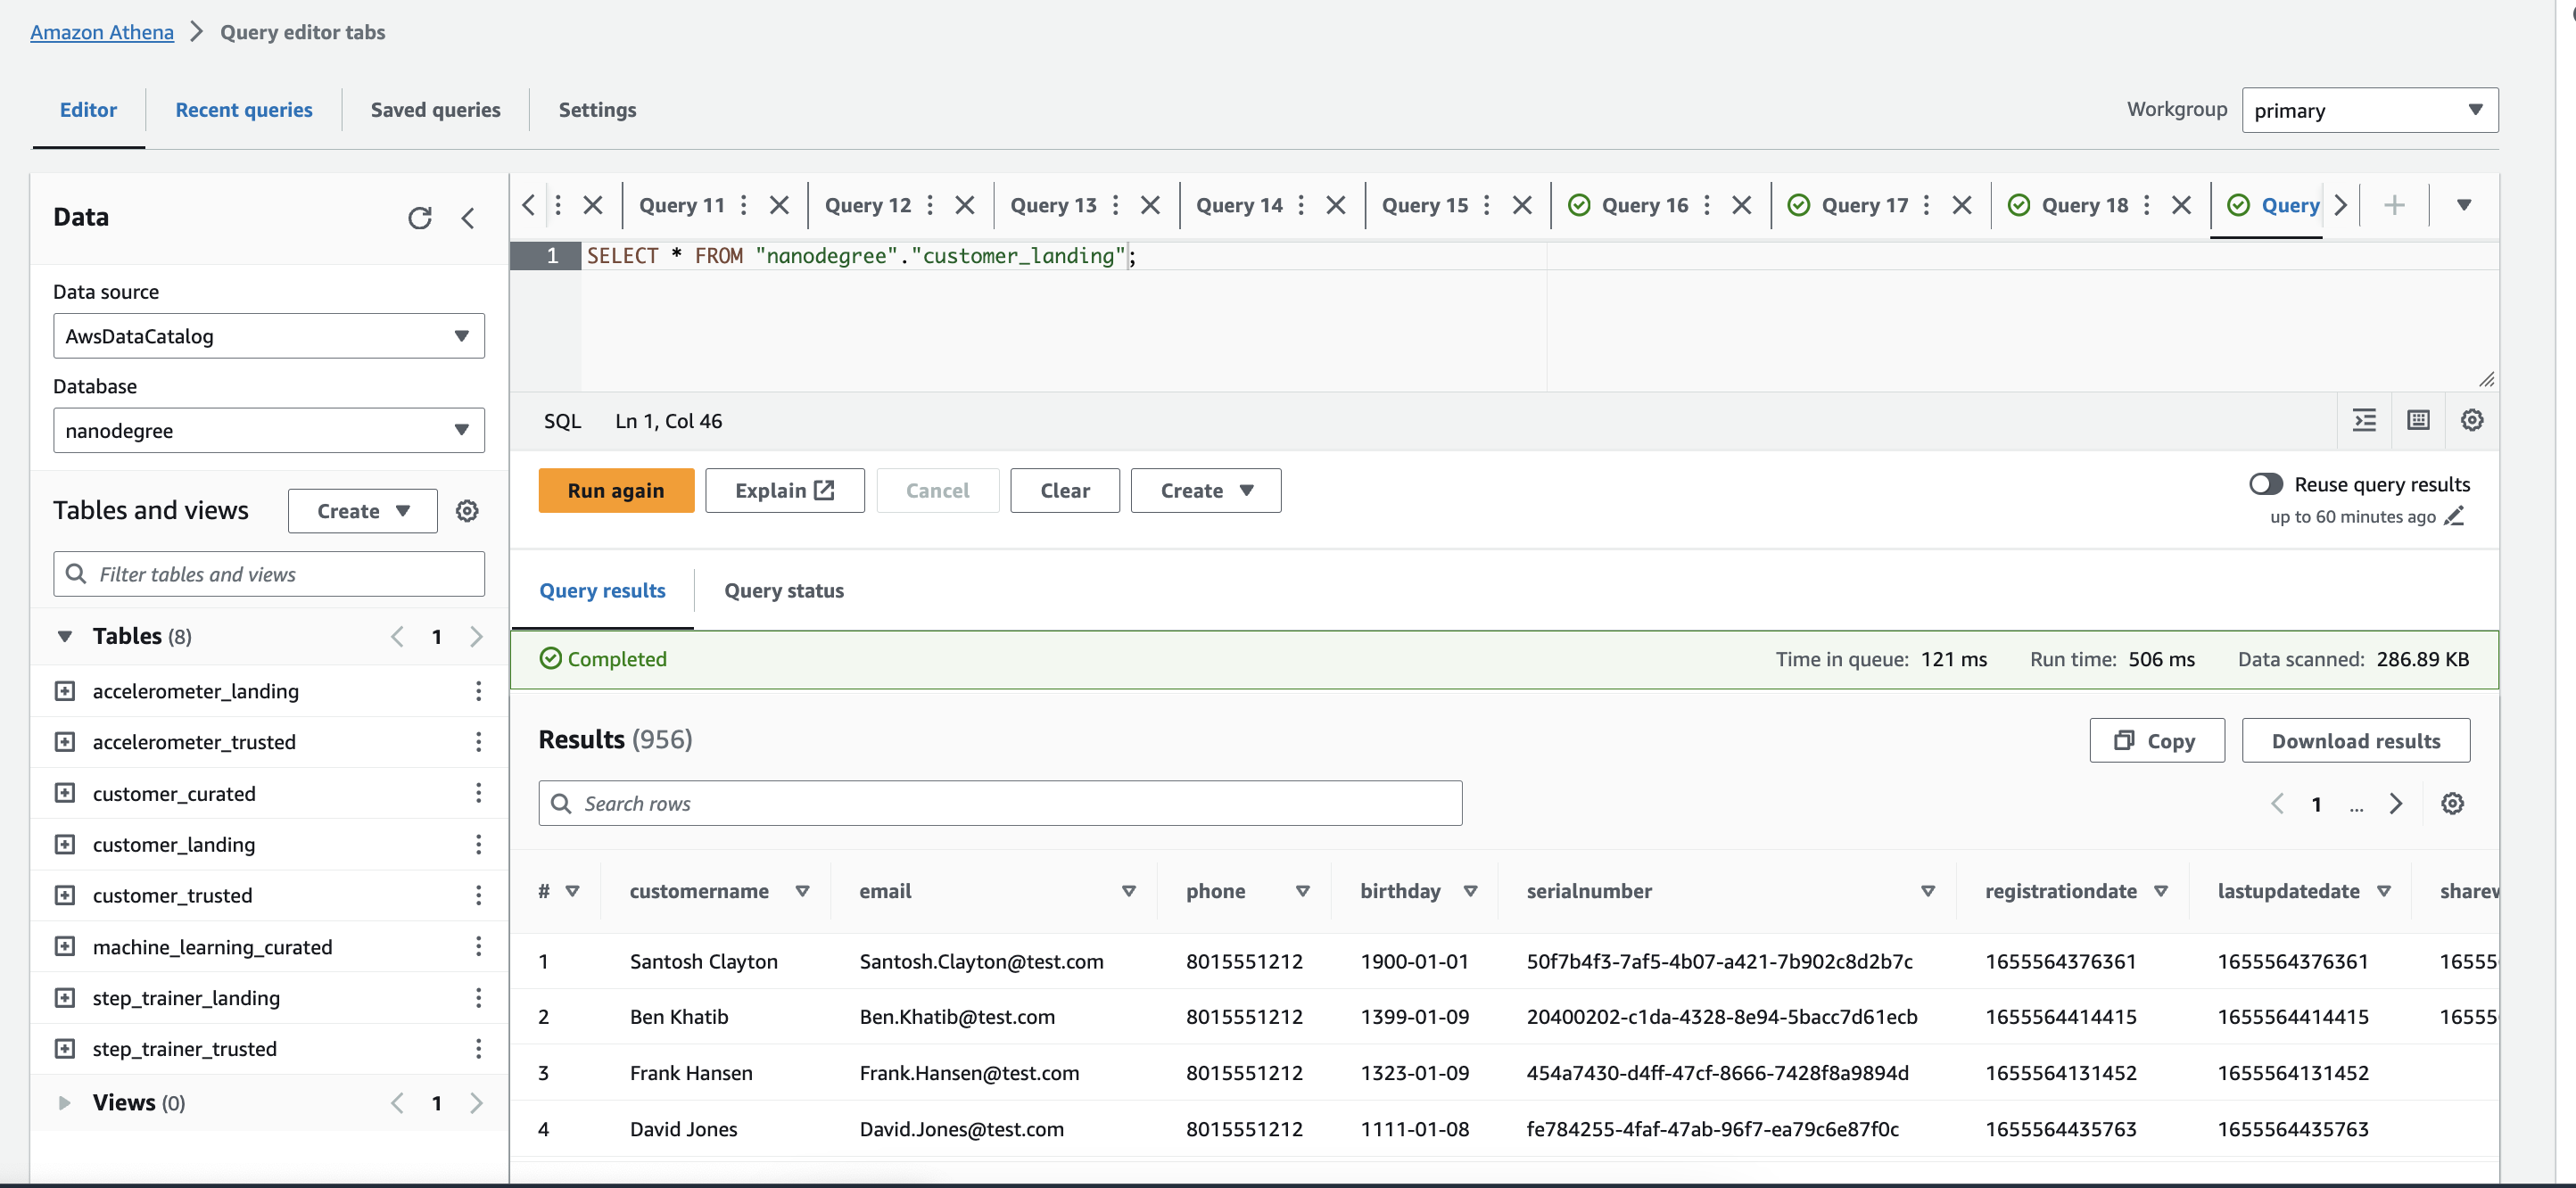 Amazon Athena > Query editor tabs
Editor Recent queries Saved queries Settings Workgroup primary
Data
Data source
AwsDataCatalog
Database
nanodegree
Tables and views Create
Filter tables and views
Tables (8) 1
accelerometer_landing
accelerometer_trusted
customer_curated
customer_landing
customer_trusted
machine_learning_curated
step_trainer_landing
step_trainer_trusted
Views (0) 1
Query 11 Query 12 Query 13 Query 14 Query 15 Query 16 Query 17 Query 18 Query
1 SELECT * FROM "nanodegree"."customer_landing";
SQL Ln 1, Col 46
Run again Explain Cancel Clear Create Reuse query results
up to 60 minutes ago
Query results Query status
Completed Time in queue: 121 ms Run time: 506 ms Data scanned: 286.89 KB
Results (956) Copy Download results
Search rows 1 ...
# customername email phone birthday serialnumber registrationdate lastupdatedate
1 Santosh Clayton Santosh.Clayton@test.com 8015551212 1900-01-01 50f7b4f3-7af5-4b07-a421-7b902c8d2b7c 1655564376361 1655564376361 16555
2 Ben Khatib Ben.Khatib@test.com 8015551212 1399-01-09 20400202-c1da-4328-8e94-5bacc7d61ecb 1655564414415 1655564414415 16555
3 Frank Hansen Frank.Hansen@test.com 8015551212 1323-01-09 454a7430-d4ff-47cf-8666-7428f8a9894d 1655564131452 1655564131452
4 David Jones David.Jones@test.com 8015551212 1111-01-08 fe784255-4faf-47ab-96f7-ea79c6e87f0c 1655564435763 1655564435763